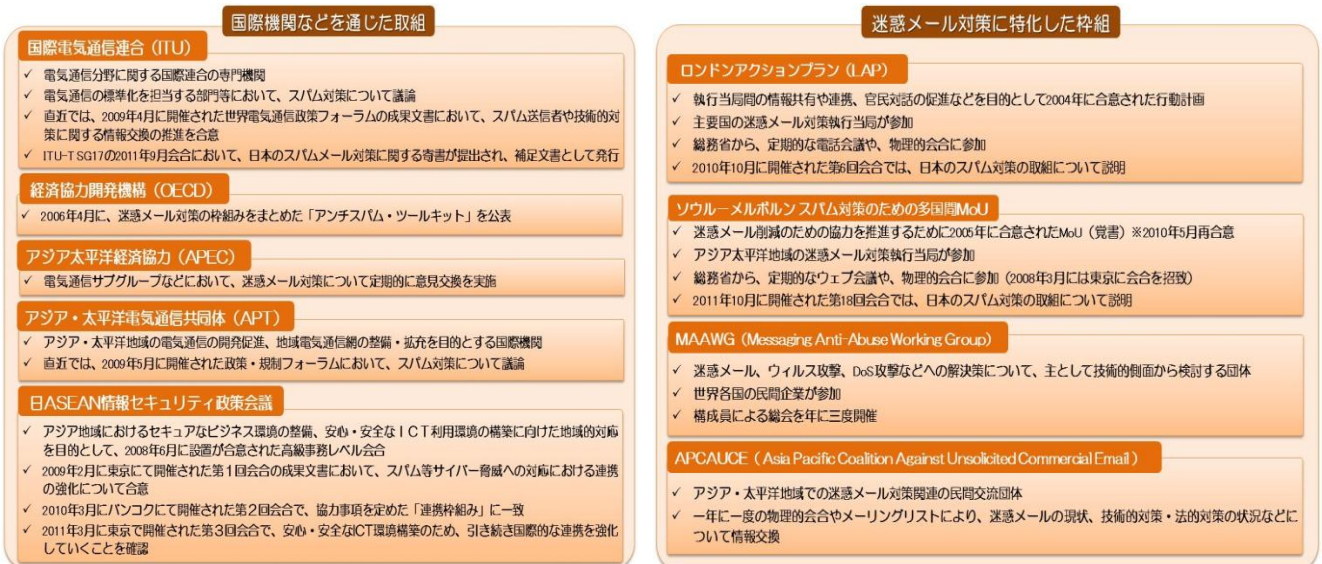 国際機関などを通じた取組
国際電気通信連合（ITU）
✓ 電気通信分野に関する国際連合の専門機関
✓ 電気通信の標準化を担当する部門等において、スパム対策について議論
✓ 直近では、2009年4月に開催された世界電気通信政策フォーラムの成果文書において、スパム送信者や技術的対
策に関する情報交換の推進を合意
✓ ITU-T SG17の2011年9月会合において、日本のスパムメール対策に関する寄書が提出され、補足文書として発行
経済協力開発機構（OECD）
✓ 2006年4月に、迷惑メール対策の枠組みをまとめた「アンチスパム・ツールキット」を公表
アジア太平洋経済協力（APEC）
✓ 電気通信サブグループなどにおいて、迷惑メール対策について定期的に意見交換を実施
アジア・太平洋電気通信共同体（APT）
✓ アジア・太平洋地域の電気通信の開発促進、地域電気通信網の整備・拡充を目的とする国際機関
✓ 直近では、2009年5月に開催された政策・規制フォーラムにおいて、スパム対策について議論
日ASEAN情報セキュリティ政策会議
✓ アジア地域におけるセキュアなビジネス環境の整備、安心・安全なＩＣＴ利用環境の構築に向けた地域的対応
を目的として、2008年6月に設置が合意された高級事務レベル会合
✓ 2009年2月に東京にて開催された第１回会合の成果文書において、スパム等サイバー脅威への対応における連携
の強化について合意
✓ 2010年3月にバンコクにて開催された第２回会合で、協力事項を定めた「連携枠組み」に一致
✓ 2011年3月に東京で開催された第３回会合で、安心・安全なICT環境構築のため、引き続き国際的な連携を強化
していくことを確認
迷惑メール対策に特化した枠組
ロンドンアクションプラン（LAP）
✓ 執行当局間の情報共有や連携、官民対話の促進などを目的として2004年に合意された行動計画
✓ 主要国の迷惑メール対策執行当局が参加
✓ 総務省から、定期的な電話会議や、物理的会合に参加
✓ 2010年10月に開催された第6回会合では、日本のスパム対策の取組について説明
ソウルーメルボルン スパム対策のための多国間MoU
✓ 迷惑メール削減のための協力を推進するために2005年に合意されたMoU（覚書）※2010年5月再合意
✓ アジア太平洋地域の迷惑メール対策執行当局が参加
✓ 総務省から、定期的なウェブ会議や、物理的会合に参加（2008年3月には東京に会合を招致）
✓ 2011年10月に開催された第18回会合では、日本のスパム対策の取組について説明
MAAWG（Messaging Anti-Abuse Working Group）
✓ 迷惑メール、ウィルス攻撃、DoS攻撃などへの解決策について、主として技術的側面から検討する団体
✓ 世界各国の民間企業が参加
✓ 構成員による総会を年に三度開催
APCAUCE（Asia Pacific Coalition Against Unsolicited Commercial Email）
✓ アジア・太平洋地域での迷惑メール対策関連の民間交流団体
✓ 一年に一度の物理的会合やメーリングリストにより、迷惑メールの現状、技術的対策・法的対策の状況などに
ついて情報交換